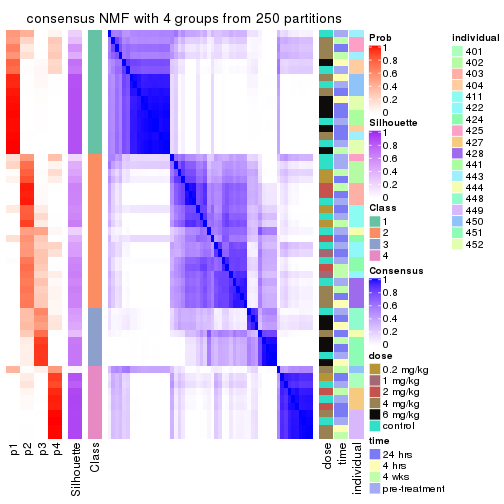 consensus NMF with 4 groups from 250 partitions
p1
p2
p3
p4
Silhouette
Class
dose
time
individual
Prob
1
0.8
0.6
0.4
0.2
0
Silhouette
1
0.8
0.6
0.4
0.2
0
Class
1
2
3
4
Consensus
1
0.8
0.6
0.4
0.2
0
dose
0.2 mg/kg
1 mg/kg
2 mg/kg
4 mg/kg
6 mg/kg
control
time
24 hrs
4 hrs
4 wks
pre-treatment
individual
401
402
403
404
411
422
424
425
427
428
441
443
444
448
449
450
451
452